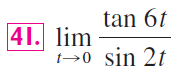 41. lim t→0 tan 6t / sin 2t